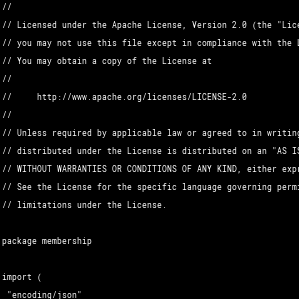 //
// Licensed under the Apache License, Version 2.0 (the "Lice
// you may not use this file except in compliance with the L
// You may obtain a copy of the License at
//
//     http://www.apache.org/licenses/LICENSE-2.0
//
// Unless required by applicable law or agreed to in writing
// distributed under the License is distributed on an "AS IS
// WITHOUT WARRANTIES OR CONDITIONS OF ANY KIND, either expr
// See the License for the specific language governing permi
// limitations under the License.
package membership
import (
"encoding/json"